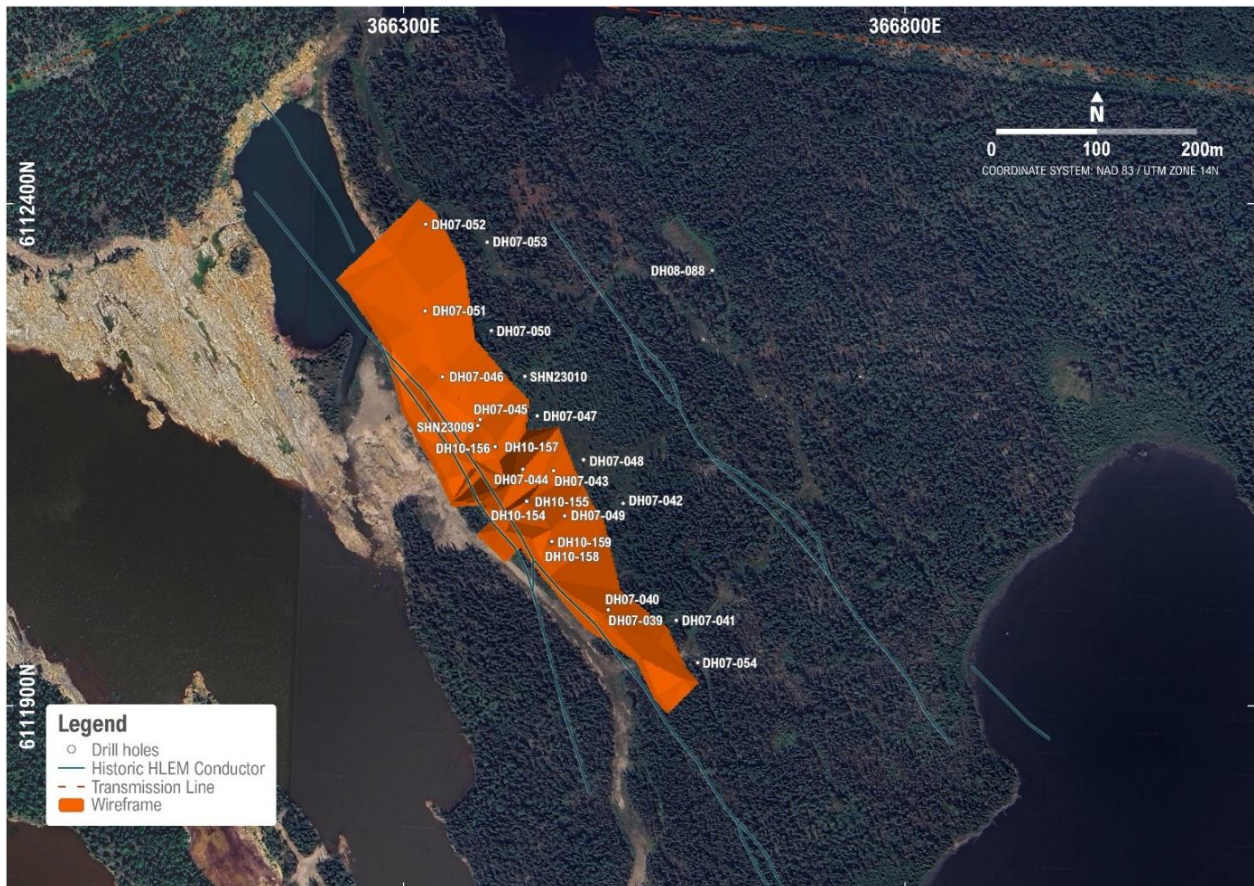 366300E
366800E
N
0 100 200m
COORDINATE SYSTEM: NAD 83 / UTM ZONE 14N
6112400N
DH07-052
DH07-053
DH08-088
DH07-051
DH07-050
DH07-046
SHN23010
DH07-045
DH07-047
SHN23009
DH10-156
DH10-157
DH07-048
DH07-044
DH07-043
DH10-155
DH07-042
DH10-154
DH07-049
DH10-159
DH10-158
DH07-040
DH07-039
DH07-041
DH07-054
6111900N
Legend
Drill holes
Historic HLEM Conductor
Transmission Line
Wireframe